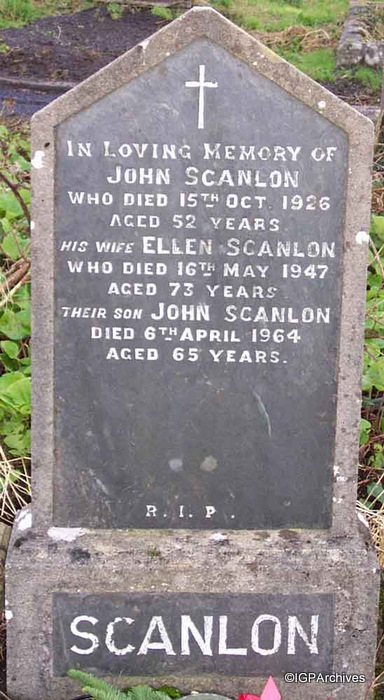 IN LOVING MEMORY OF
JOHN SCANLON
WHO DIED 15TH OCT. 1926
AGED 52 YEARS
HIS WIFE ELLEN SCANLON
WHO DIED 16TH MAY 1947
AGED 73 YEARS
THEIR SON JOHN SCANLON
DIED 6TH APRIL 1964
AGED 65 YEARS.
R. I. P.
SCANLON
©IGPArchives